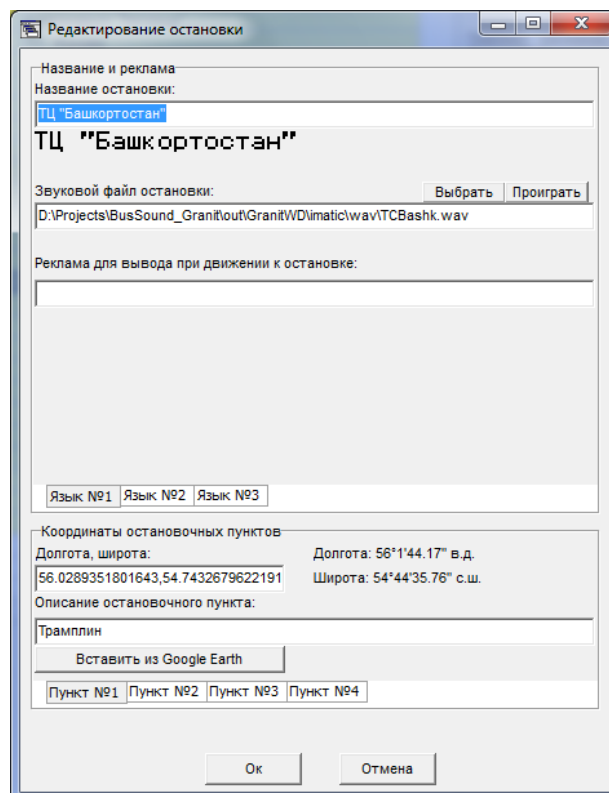 Редактирование остановки
Название и реклама
Название остановки:
ТЦ "Башкортостан"
ТЦ "Башкортостан"
Звуковой файл остановки: Выбрать Проиграть
D:\Projects\BusSound_Granit\out\GranitWD\imatic\wav\TCBashk.wav
Реклама для вывода при движении к остановке:
Язык №1 Язык №2 Язык №3
Координаты остановочных пунктов
Долгота, широта: Долгота: 56°1'44.17" в.д.
56.0289351801643,54.7432679622191 Широта: 54°44'35.76" с.ш.
Описание остановочного пункта:
Трамплин
Вставить из Google Earth
Пункт №1 Пункт №2 Пункт №3 Пункт №4
Ок Отмена